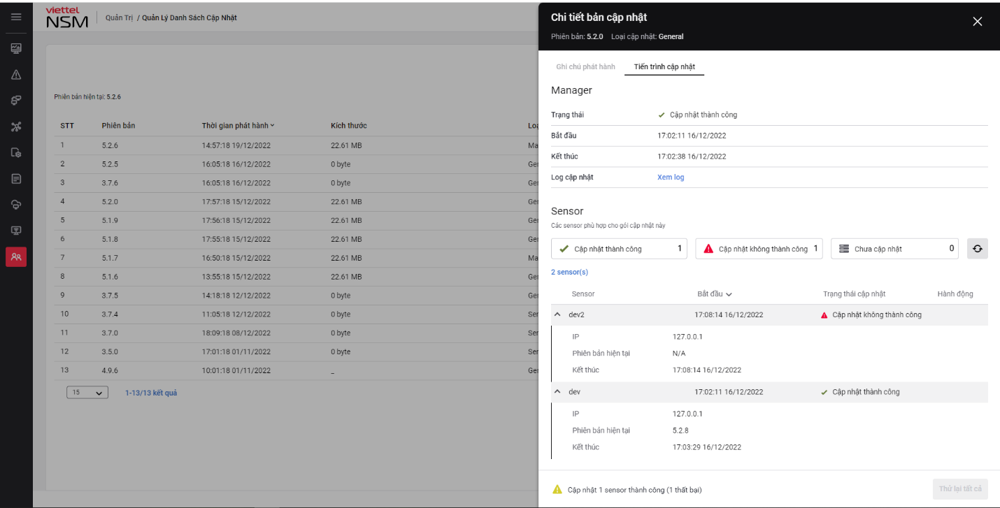 viettel
NSM
Quản Trị / Quản Lý Danh Sách Cập Nhật
Phiên bản hiện tại: 5.2.6
STT Phiên bản Thời gian phát hành Kích thước Loạ
1 5.2.6 14:57:18 19/12/2022 22.61 MB Ma
2 5.2.5 16:05:18 16/12/2022 0 byte Ger
3 3.7.6 16:05:18 16/12/2022 0 byte Ger
4 5.2.0 17:57:18 15/12/2022 22.61 MB Ger
5 5.1.9 17:56:18 15/12/2022 22.61 MB Ger
6 5.1.8 17:55:18 15/12/2022 22.61 MB Ger
7 5.1.7 16:50:18 15/12/2022 22.61 MB Ma
8 5.1.6 13:55:18 15/12/2022 22.61 MB Ger
9 3.7.5 14:18:18 12/12/2022 0 byte Ger
10 3.7.4 11:05:18 12/12/2022 0 byte Ser
11 3.7.0 18:09:18 08/12/2022 0 byte Ser
12 3.5.0 17:01:18 01/11/2022 0 byte Ser
13 4.9.6 10:01:18 01/11/2022 _ Ger
15 1-13/13 kết quả
Chi tiết bản cập nhật
Phiên bản: 5.2.0 Loại cập nhật: General
Ghi chú phát hành Tiến trình cập nhật
Manager
Trạng thái Cập nhật thành công
Bắt đầu 17:02:11 16/12/2022
Kết thúc 17:02:38 16/12/2022
Log cập nhật Xem log
Sensor
Các sensor phù hợp cho gói cập nhật này
Cập nhật thành công 1 Cập nhật không thành công 1 Chưa cập nhật 0
2 sensor(s)
Sensor Bắt đầu Trạng thái cập nhật Hành động
dev2 17:08:14 16/12/2022 Cập nhật không thành công
IP 127.0.0.1
Phiên bản hiện tại N/A
Kết thúc 17:08:14 16/12/2022
dev 17:02:11 16/12/2022 Cập nhật thành công
IP 127.0.0.1
Phiên bản hiện tại 5.2.8
Kết thúc 17:03:29 16/12/2022
Cập nhật 1 sensor thành công (1 thất bại) Thử lại tất cả